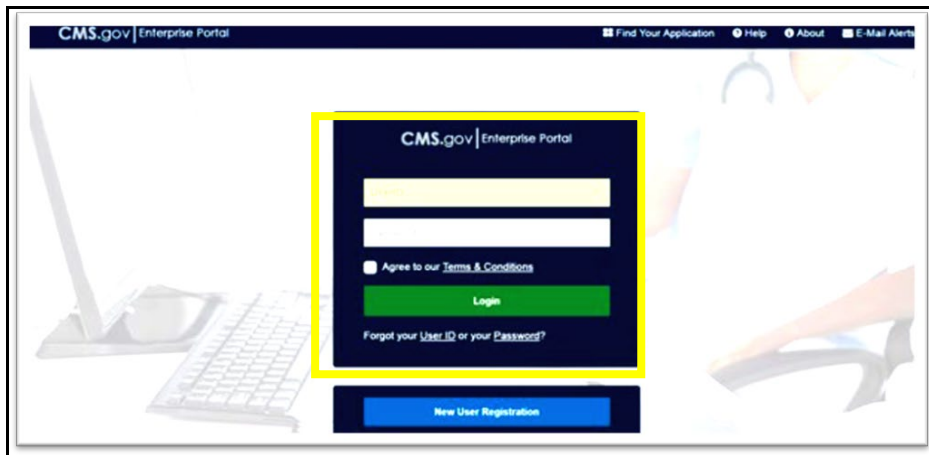 CMS.gov Enterprise Portal
Find Your Application Help About E-Mail Alerts
CMS.gov Enterprise Portal
Agree to our Terms & Conditions
Login
Forgot your User ID or your Password?
New User Registration